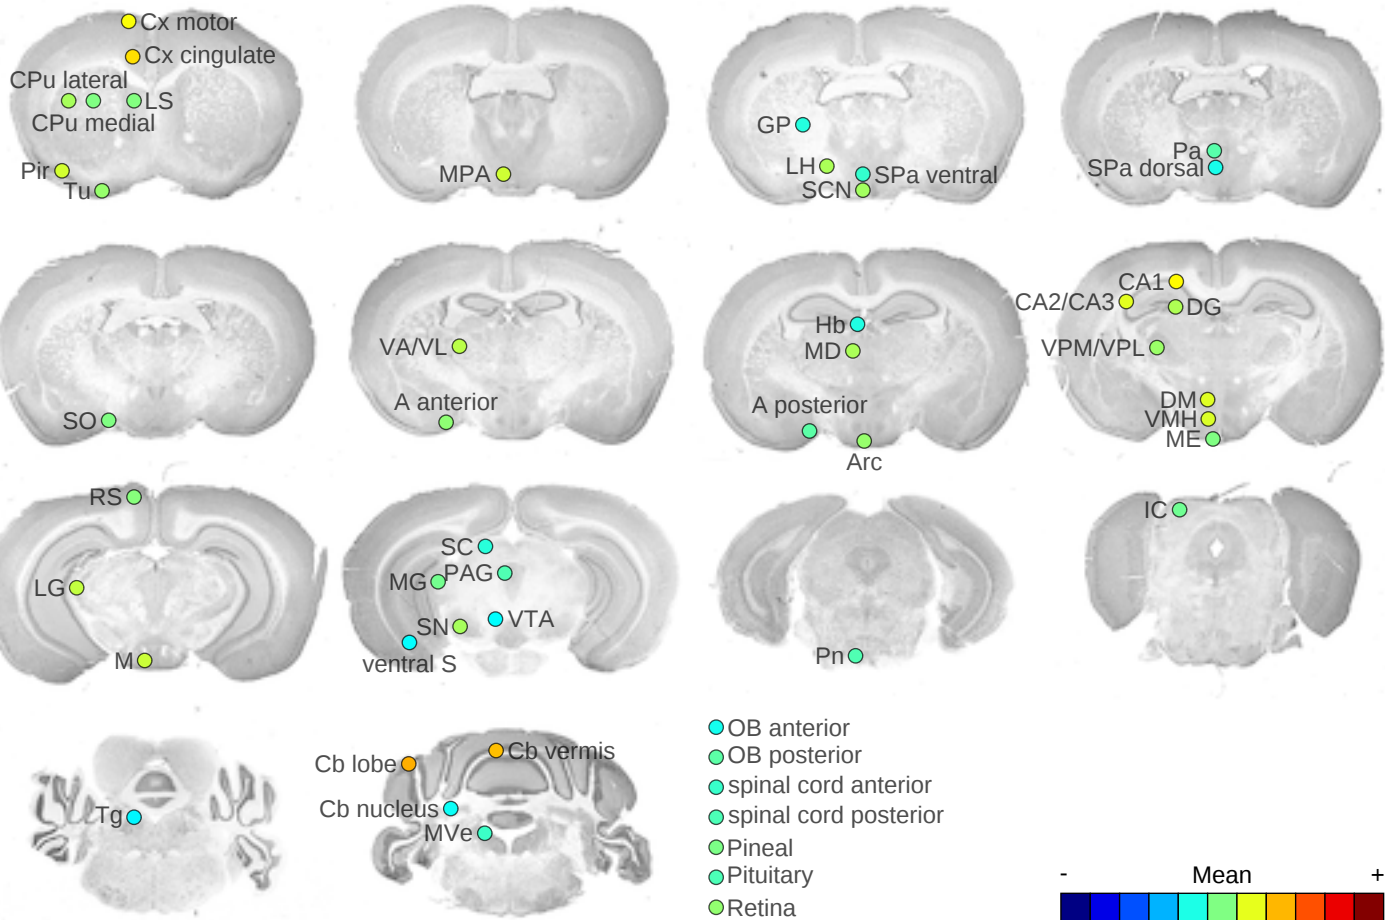 Cx motor
Cx cingulate
CPu lateral
LS
CPu medial
Pir
Tu
MPA
GP
LH
SPa ventral
SCN
Pa
SPa dorsal
SO
VA/VL
A anterior
Hb
MD
A posterior
Arc
CA1
CA2/CA3
DG
VPM/VPL
DM
VMH
ME
RS
LG
M
SC
PAG
MG
VTA
SN
ventral S
Pn
IC
Tg
Cb vermis
Cb lobe
Cb nucleus
MVe
OB anterior
OB posterior
spinal cord anterior
spinal cord posterior
Pineal
Pituitary
Retina
- Mean +